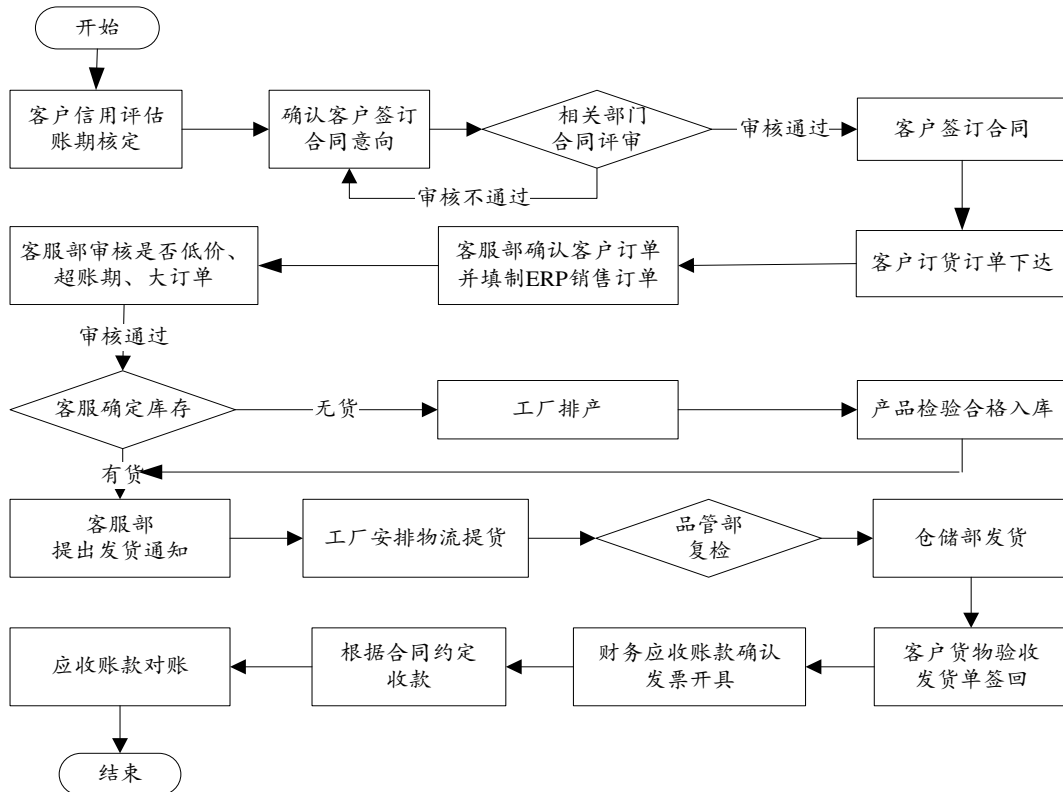 开始
客户信用评估
账期核定
确认客户签订
合同意向
相关部门
合同评审
审核通过
客户签订合同
审核不通过
客服部审核是否低价、
超账期、大订单
客服部确认客户订单
并填制ERP销售订单
客户订货订单下达
审核通过
客服确定库存
无货
工厂排产
产品检验合格入库
有货
客服部
提出发货通知
工厂安排物流提货
品管部
复检
仓储部发货
应收账款对账
根据合同约定
收款
财务应收账款确认
发票开具
客户货物验收
发货单签回
结束